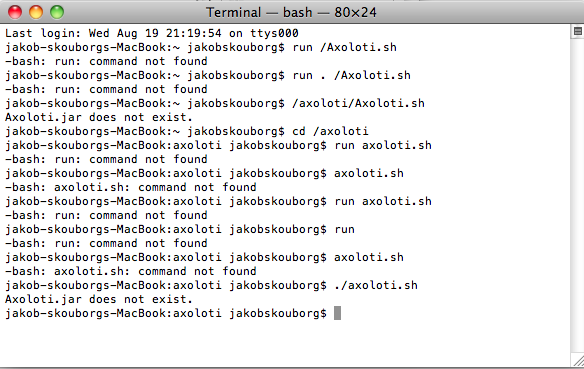 Terminal — bash — 80×24
Last login: Wed Aug 19 21:19:54 on ttys000
jakob-skouborgs-MacBook:~ jakobskouborg$ run /Axoloti.sh
-bash: run: command not found
jakob-skouborgs-MacBook:~ jakobskouborg$ run . /Axoloti.sh
-bash: run: command not found
jakob-skouborgs-MacBook:~ jakobskouborg$ /axoloti/Axoloti.sh
Axoloti.jar does not exist.
jakob-skouborgs-MacBook:~ jakobskouborg$ cd /axoloti
jakob-skouborgs-MacBook:axoloti jakobskouborg$ run axoloti.sh
-bash: run: command not found
jakob-skouborgs-MacBook:axoloti jakobskouborg$ axoloti.sh
-bash: axoloti.sh: command not found
jakob-skouborgs-MacBook:axoloti jakobskouborg$ run axoloti.sh
-bash: run: command not found
jakob-skouborgs-MacBook:axoloti jakobskouborg$ run
-bash: run: command not found
jakob-skouborgs-MacBook:axoloti jakobskouborg$ axoloti.sh
-bash: axoloti.sh: command not found
jakob-skouborgs-MacBook:axoloti jakobskouborg$ ./axoloti.sh
Axoloti.jar does not exist.
jakob-skouborgs-MacBook:axoloti jakobskouborg$